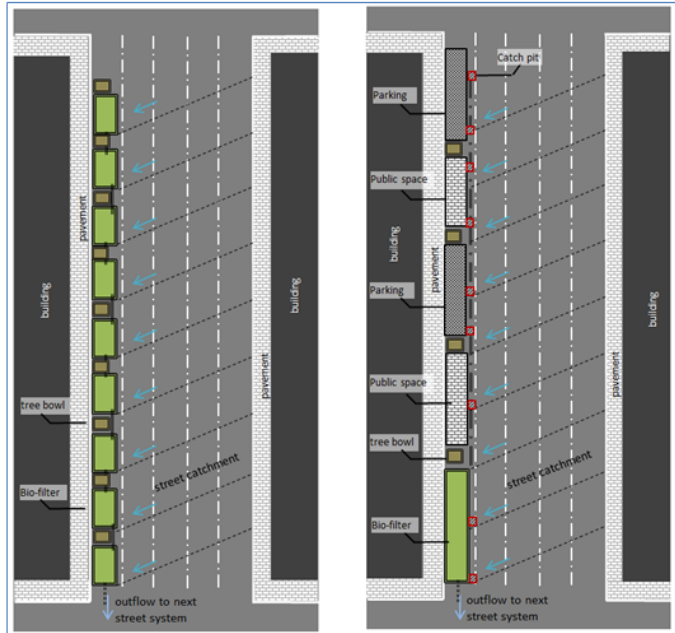 pavement
building
building
pavement
tree bowl
street catchment
Bio-filter
outflow to next
street system
Catch pit
Parking
Public space
building
pavement
Parking
building
pavement
Public space
tree bowl
street catchment
Bio-filter
outflow to next
street system